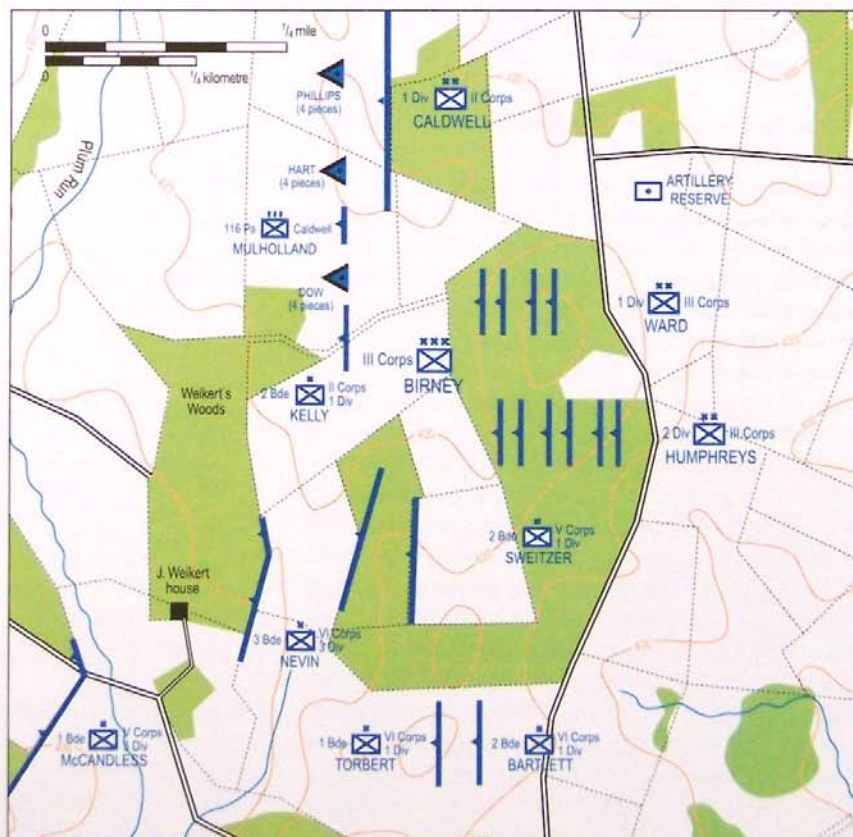 0
1/4 mile
0
1/4 kilometre
Plum Run
PHILLIPS
(4 pieces)
1 Div II Corps
CALDWELL
HART
(4 pieces)
ARTILLERY
RESERVE
116 Pa Caldwell
MULHOLLAND
DOW
(4 pieces)
1 Div III Corps
WARD
III Corps
BIRNEY
Weikert's
Woods
2 Bde II Corps
1 Div
KELLY
2 Div III Corps
HUMPHREYS
2 Bde V Corps
1 Div
SWEITZER
J. Weikert
house
3 Bde VI Corps
3 Div
NEVIN
1 Bde V Corps
Div
McCANDLESS
1 Bde VI Corps
1 Div
TORBERT
2 Bde VI Corps
1 Div
BARTLETT